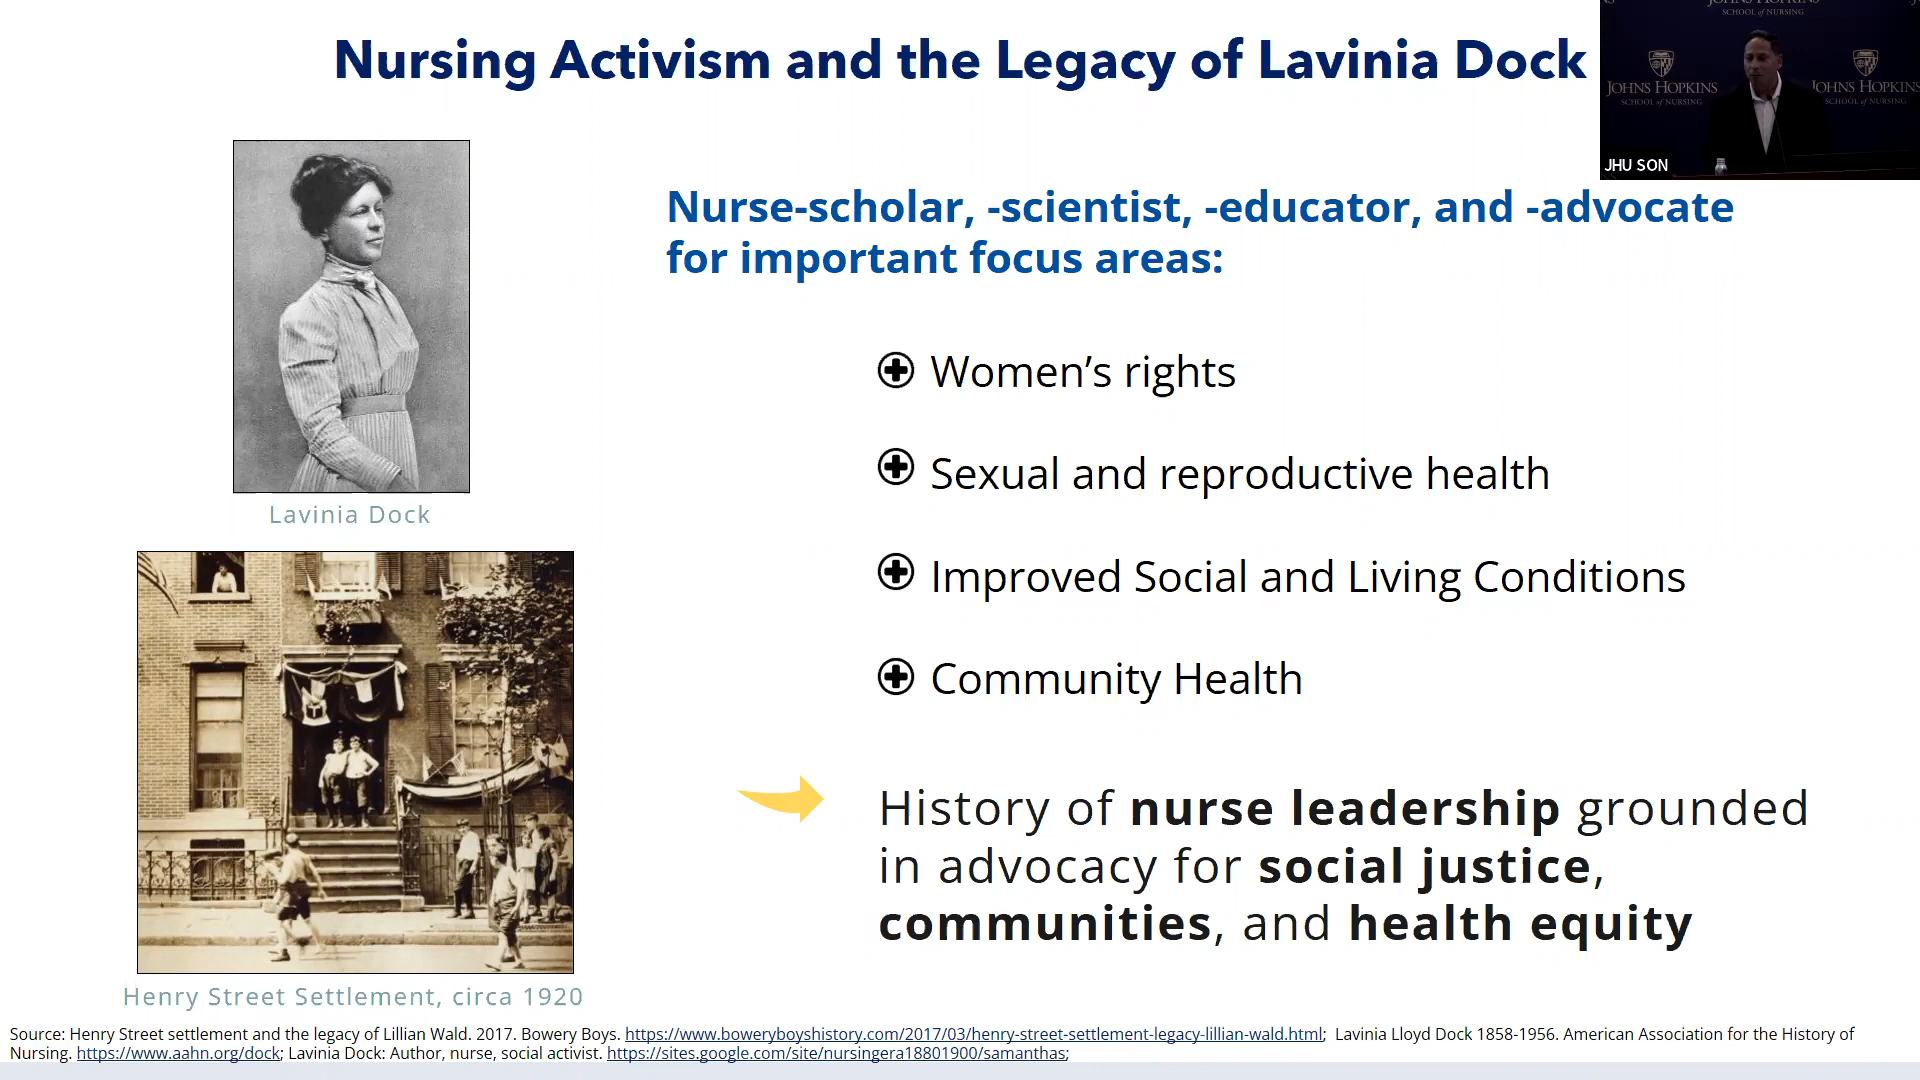 Nursing Activism and the Legacy of Lavinia Dock
SCHOOL of NURSING
JOHNS HOPKINS
SCHOOL of NURSING
JOHNS HOPKINS
SCHOOL of NURSING
JHU SON
Nurse-scholar, -scientist, -educator, and -advocate
for important focus areas:
Women’s rights
Sexual and reproductive health
Improved Social and Living Conditions
Community Health
History of nurse leadership grounded
in advocacy for social justice,
communities, and health equity
Lavinia Dock
Henry Street Settlement, circa 1920
Source: Henry Street settlement and the legacy of Lillian Wald. 2017. Bowery Boys. https://www.boweryboyshistory.com/2017/03/henry-street-settlement-legacy-lillian-wald.html; Lavinia Lloyd Dock 1858-1956. American Association for the History of
Nursing. https://www.aahn.org/dock; Lavinia Dock: Author, nurse, social activist. https://sites.google.com/site/nursingera18801900/samanthas;